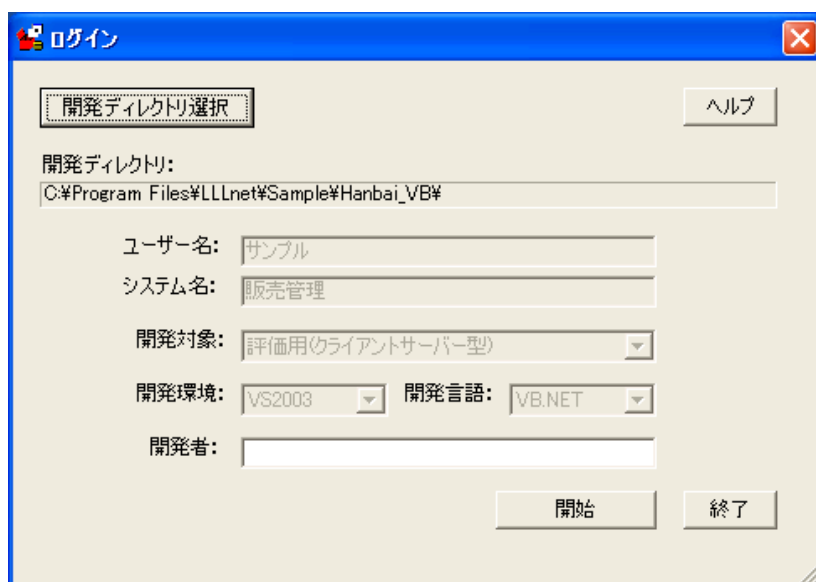 ログイン
開発ディレクトリ選択 ヘルプ
開発ディレクトリ:
C:¥Program Files¥LLLnet¥Sample¥Hanbai_VB¥
ユーザー名: サンプル
システム名: 販売管理
開発対象: 評価用(クライアントサーバー型)
開発環境: VS2003 開発言語: VB.NET
開発者:
開始 終了